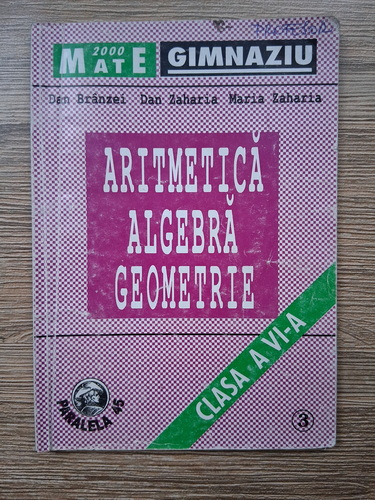 2000
MATE GIMNAZIU
Dan Brânzei Dan Zaharia Maria Zaharia
ARITMETICĂ
ALGEBRĂ
GEOMETRIE
CLASA A VI-A
PARALELA 45
3